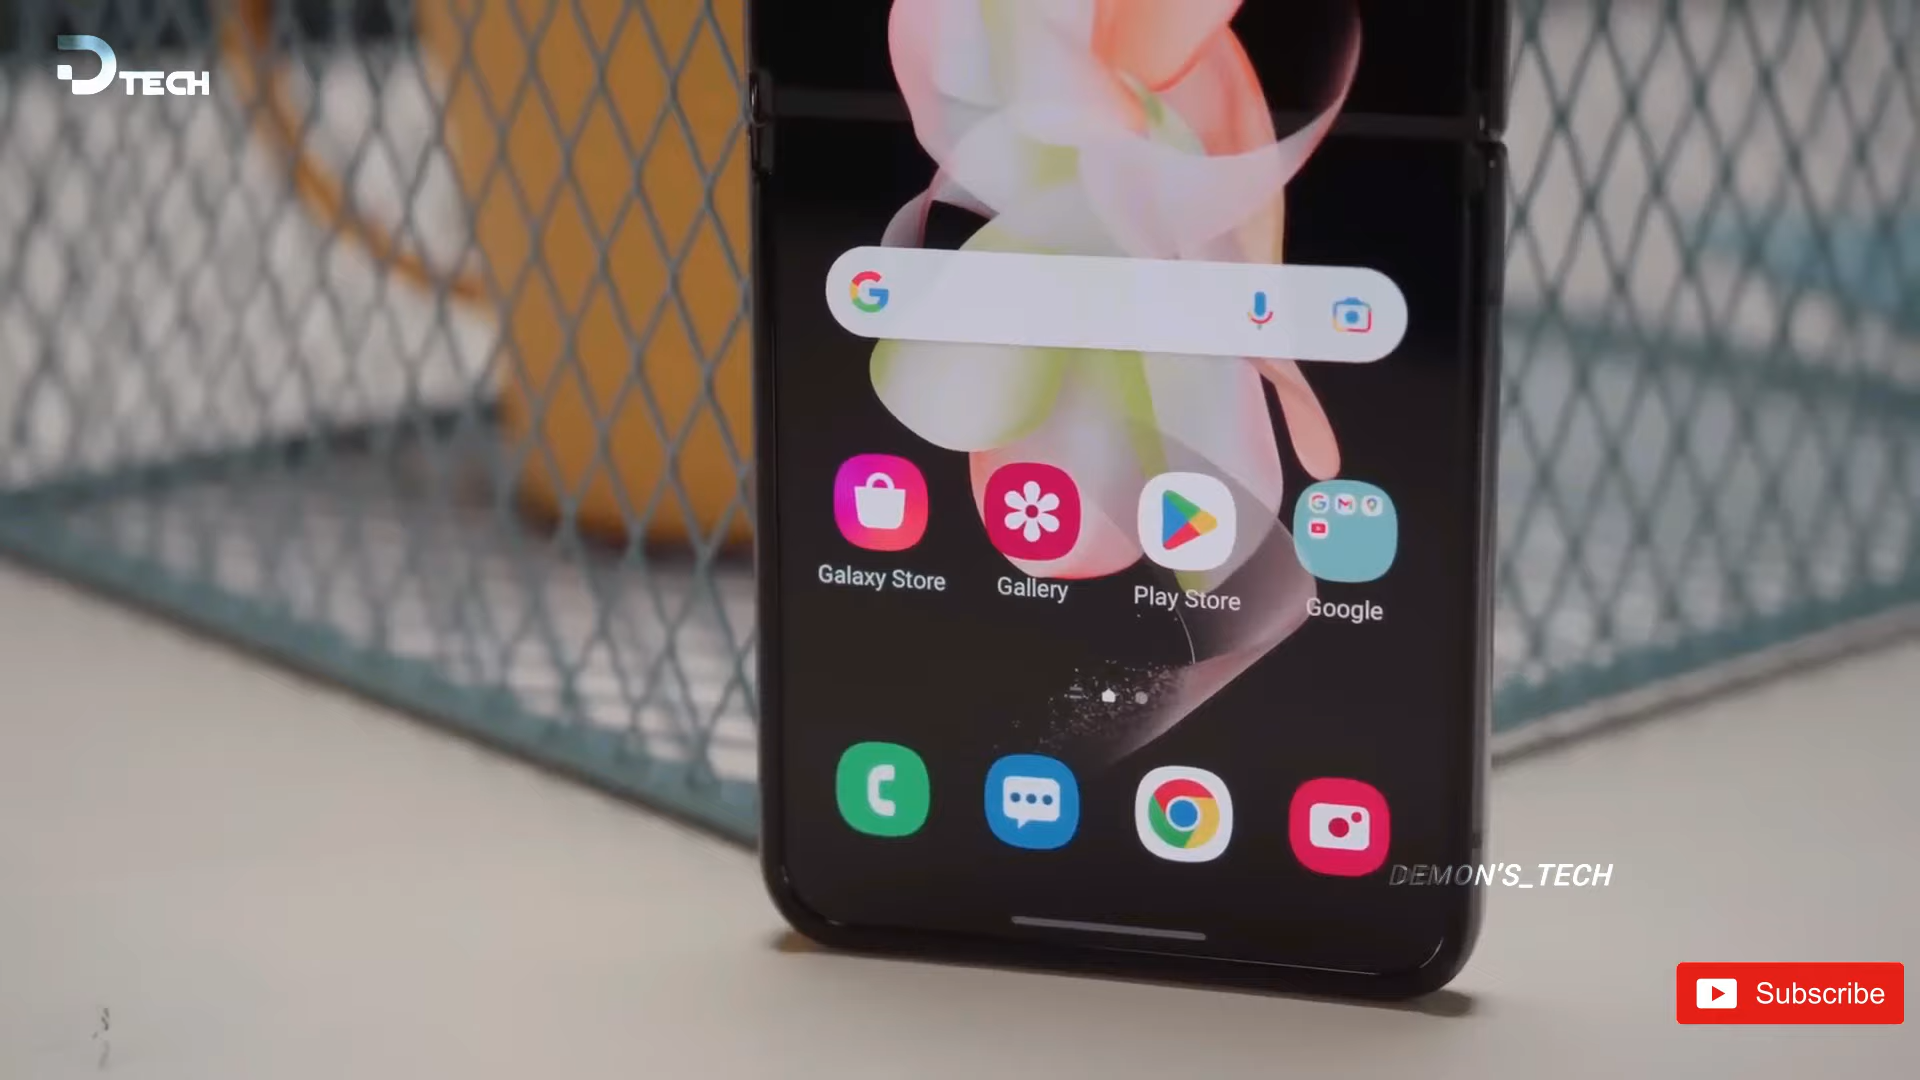 D TECH
Galaxy Store
Gallery
Play Store
Google
DEMON'S_TECH
Subscribe